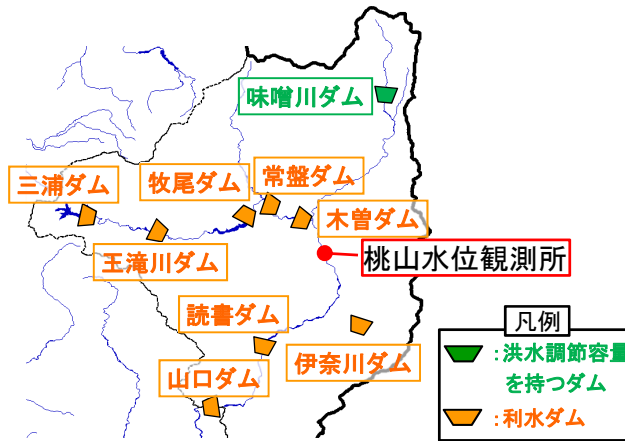 味噌川ダム
三浦ダム
牧尾ダム
常盤ダム
木曽ダム
王滝川ダム
桃山水位観測所
読書ダム
伊奈川ダム
山口ダム
凡例
:洪水調節容量
を持つダム
:利水ダム